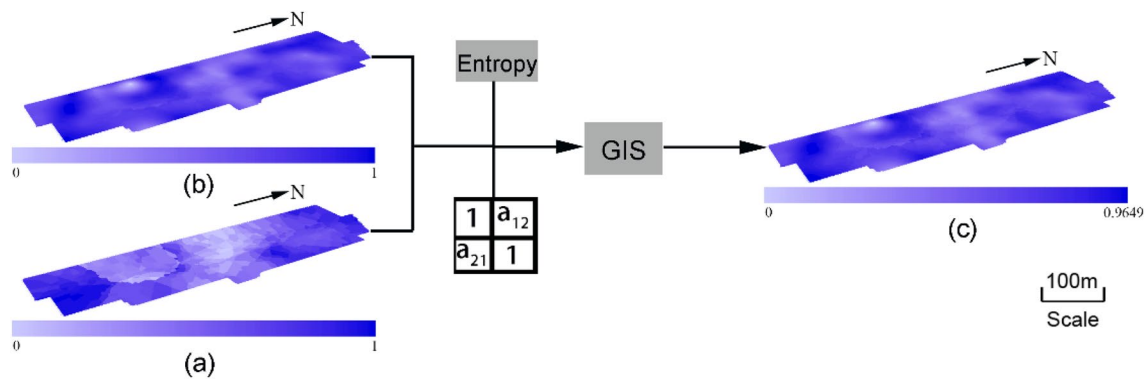 N
0 1
(b)
N
0 1
(a)
Entropy
1 a12
a21 1
GIS
N
0 0.9649
(c)
100m
Scale